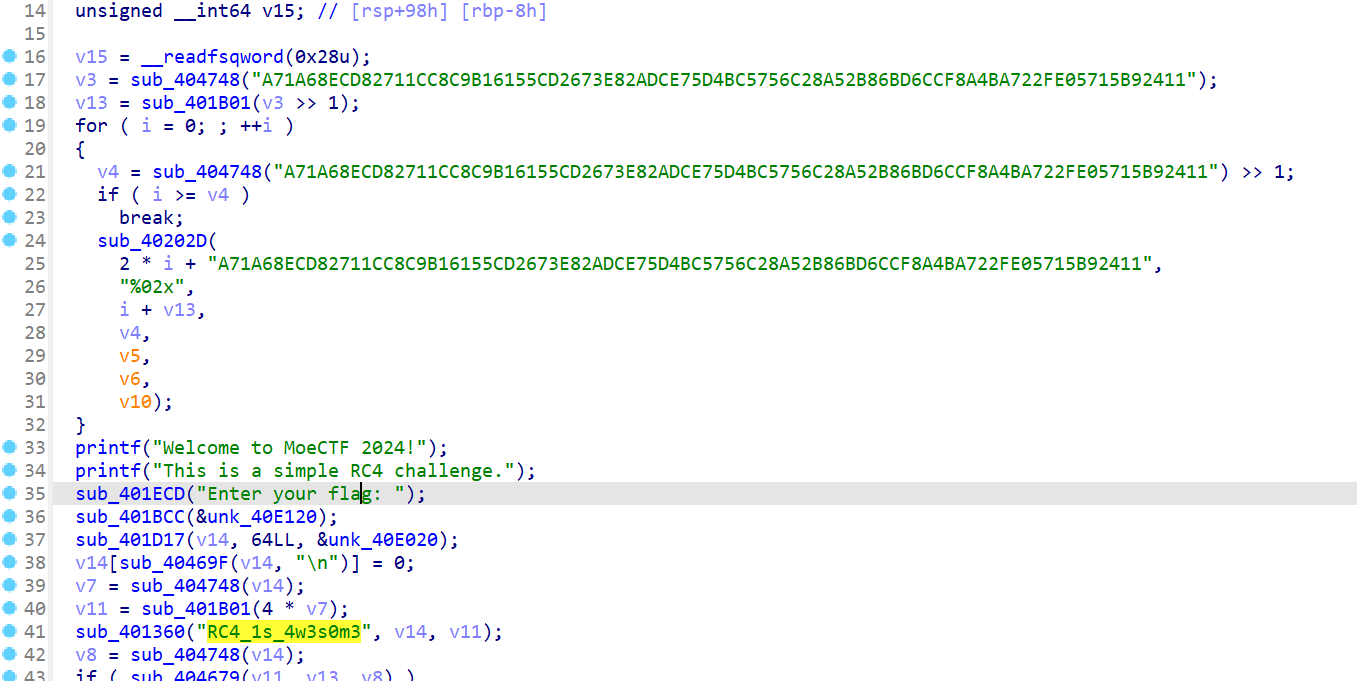 14 unsigned __int64 v15; // [rsp+98h] [rbp-8h]
15
16 v15 = __readfsqword(0x28u);
17 v3 = sub_404748("A71A68ECD82711CC8C9B16155CD2673E82ADCE75D4BC5756C28A52B86BD6CCF8A4BA722FE05715B92411");
18 v13 = sub_401B01(v3 >> 1);
19 for ( i = 0; ; ++i )
20 {
21 v4 = sub_404748("A71A68ECD82711CC8C9B16155CD2673E82ADCE75D4BC5756C28A52B86BD6CCF8A4BA722FE05715B92411") >> 1;
22 if ( i >= v4 )
23 break;
24 sub_40202D(
25 2 * i + "A71A68ECD82711CC8C9B16155CD2673E82ADCE75D4BC5756C28A52B86BD6CCF8A4BA722FE05715B92411",
26 "%02x",
27 i + v13,
28 v4,
29 v5,
30 v6,
31 v10);
32 }
33 printf("Welcome to MoeCTF 2024!");
34 printf("This is a simple RC4 challenge.");
35 sub_401ECD("Enter your flag: ");
36 sub_401BCC(&unk_40E120);
37 sub_401D17(v14, 64LL, &unk_40E020);
38 v14[sub_40469F(v14, "\n")] = 0;
39 v7 = sub_404748(v14);
40 v11 = sub_401B01(4 * v7);
41 sub_401360("RC4_1s_4w3s0m3", v14, v11);
42 v8 = sub_404748(v14);
43 if ( sub_404679(v11, v13, v8) )